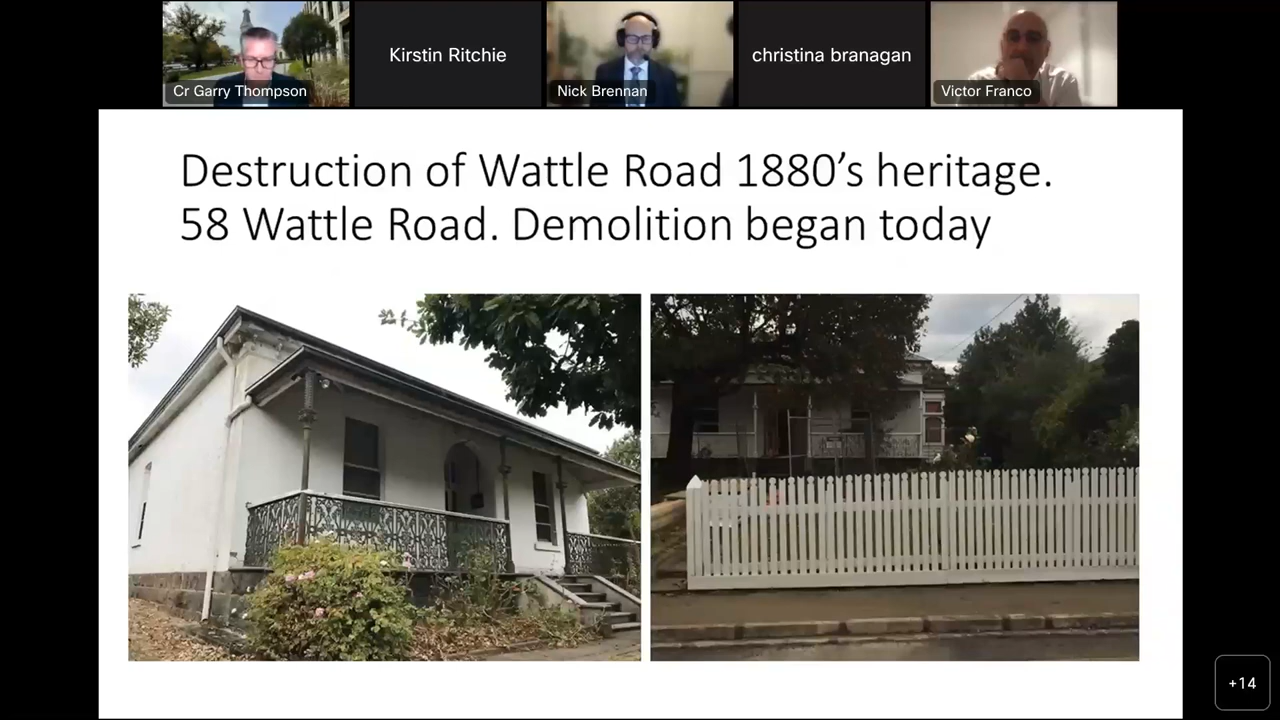 Cr Garry Thompson
Kirstin Ritchie
Nick Brennan
christina branagan
Victor Franco
Destruction of Wattle Road 1880’s heritage.
58 Wattle Road. Demolition began today
+14